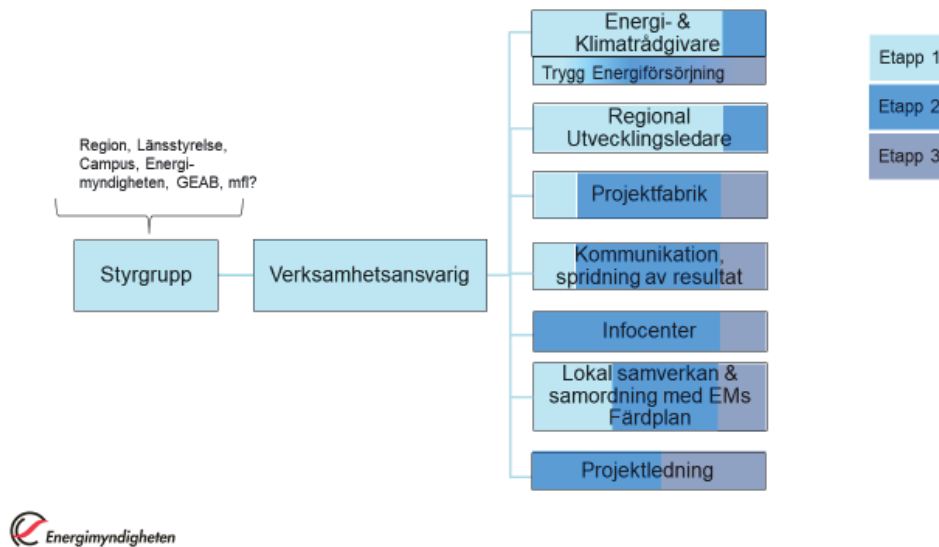 Energi- &
Klimatrådgivare
Trygg Energiförsörjning
Regional
Utvecklingsledare
Region, Länsstyrelse,
Campus, Energi-
myndigheten, GEAB, mfl?
Projektfabrik
Styrgrupp
Verksamhetsansvarig
Kommunikation,
spridning av resultat
Infocenter
Lokal samverkan &
samordning med EMs
Färdplan
Projektledning
Etapp 1
Etapp 2
Etapp 3
Energimyndigheten